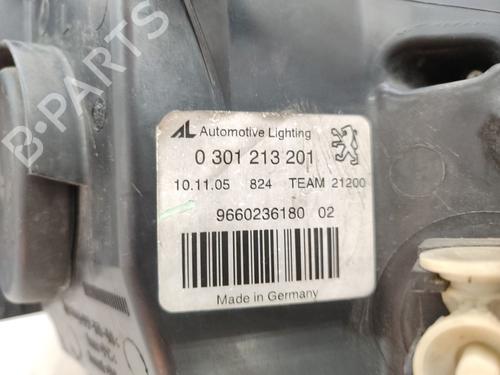 AL Automotive Lighting
0 301 213 201
10.11.05 824 TEAM 21200
9660236180 02
Made in Germany
B-PARTS